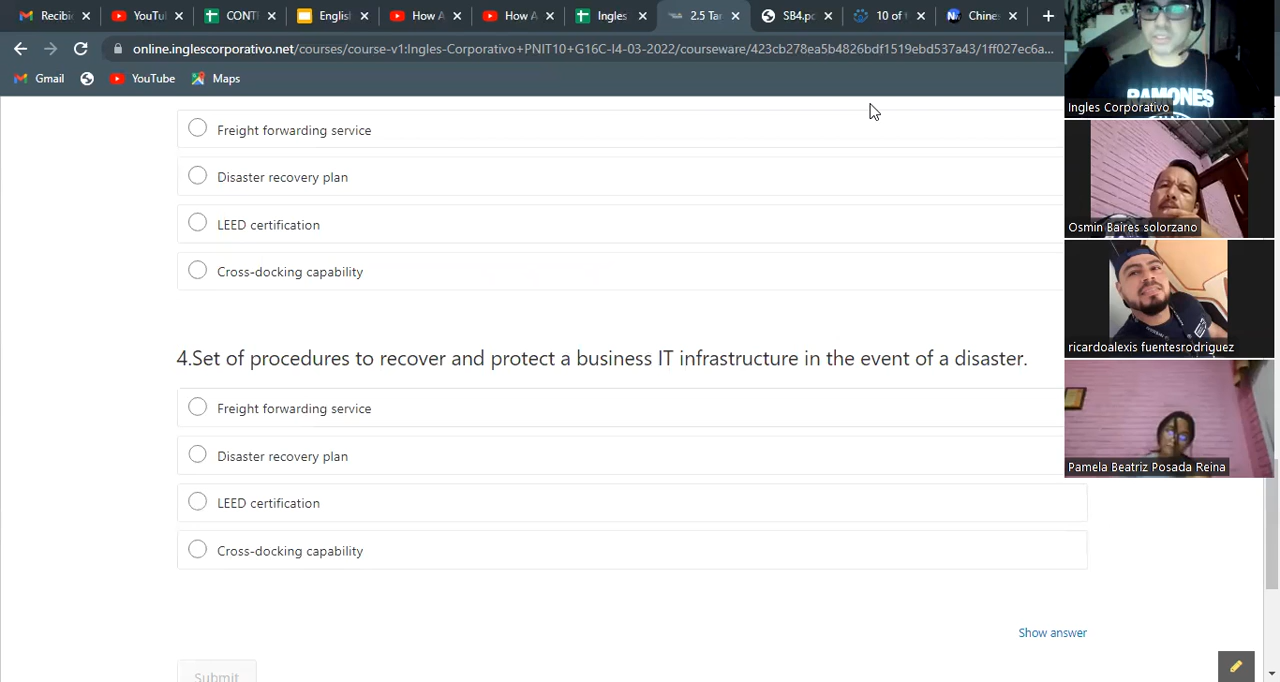 Recibi
YouTu
CONT
Englis
How A
How A
Ingles
2.5 Tar
SB4.pd
10 of
Chine
online.inglescorporativo.net/courses/course-v1:Ingles-Corporativo+PNIT10+G16C-I4-03-2022/courseware/423cb278ea5b4826bdf1519ebd537a43/1ff027ec6a...
Gmail
YouTube
Maps
RAMONES
Ingles Corporativo
Freight forwarding service
Disaster recovery plan
Osmin Baires solorzano
LEED certification
Cross-docking capability
ricardoalexis fuentesrodriguez
4.Set of procedures to recover and protect a business IT infrastructure in the event of a disaster.
Freight forwarding service
Disaster recovery plan
Pamela Beatriz Posada Reina
LEED certification
Cross-docking capability
Show answer
Submit